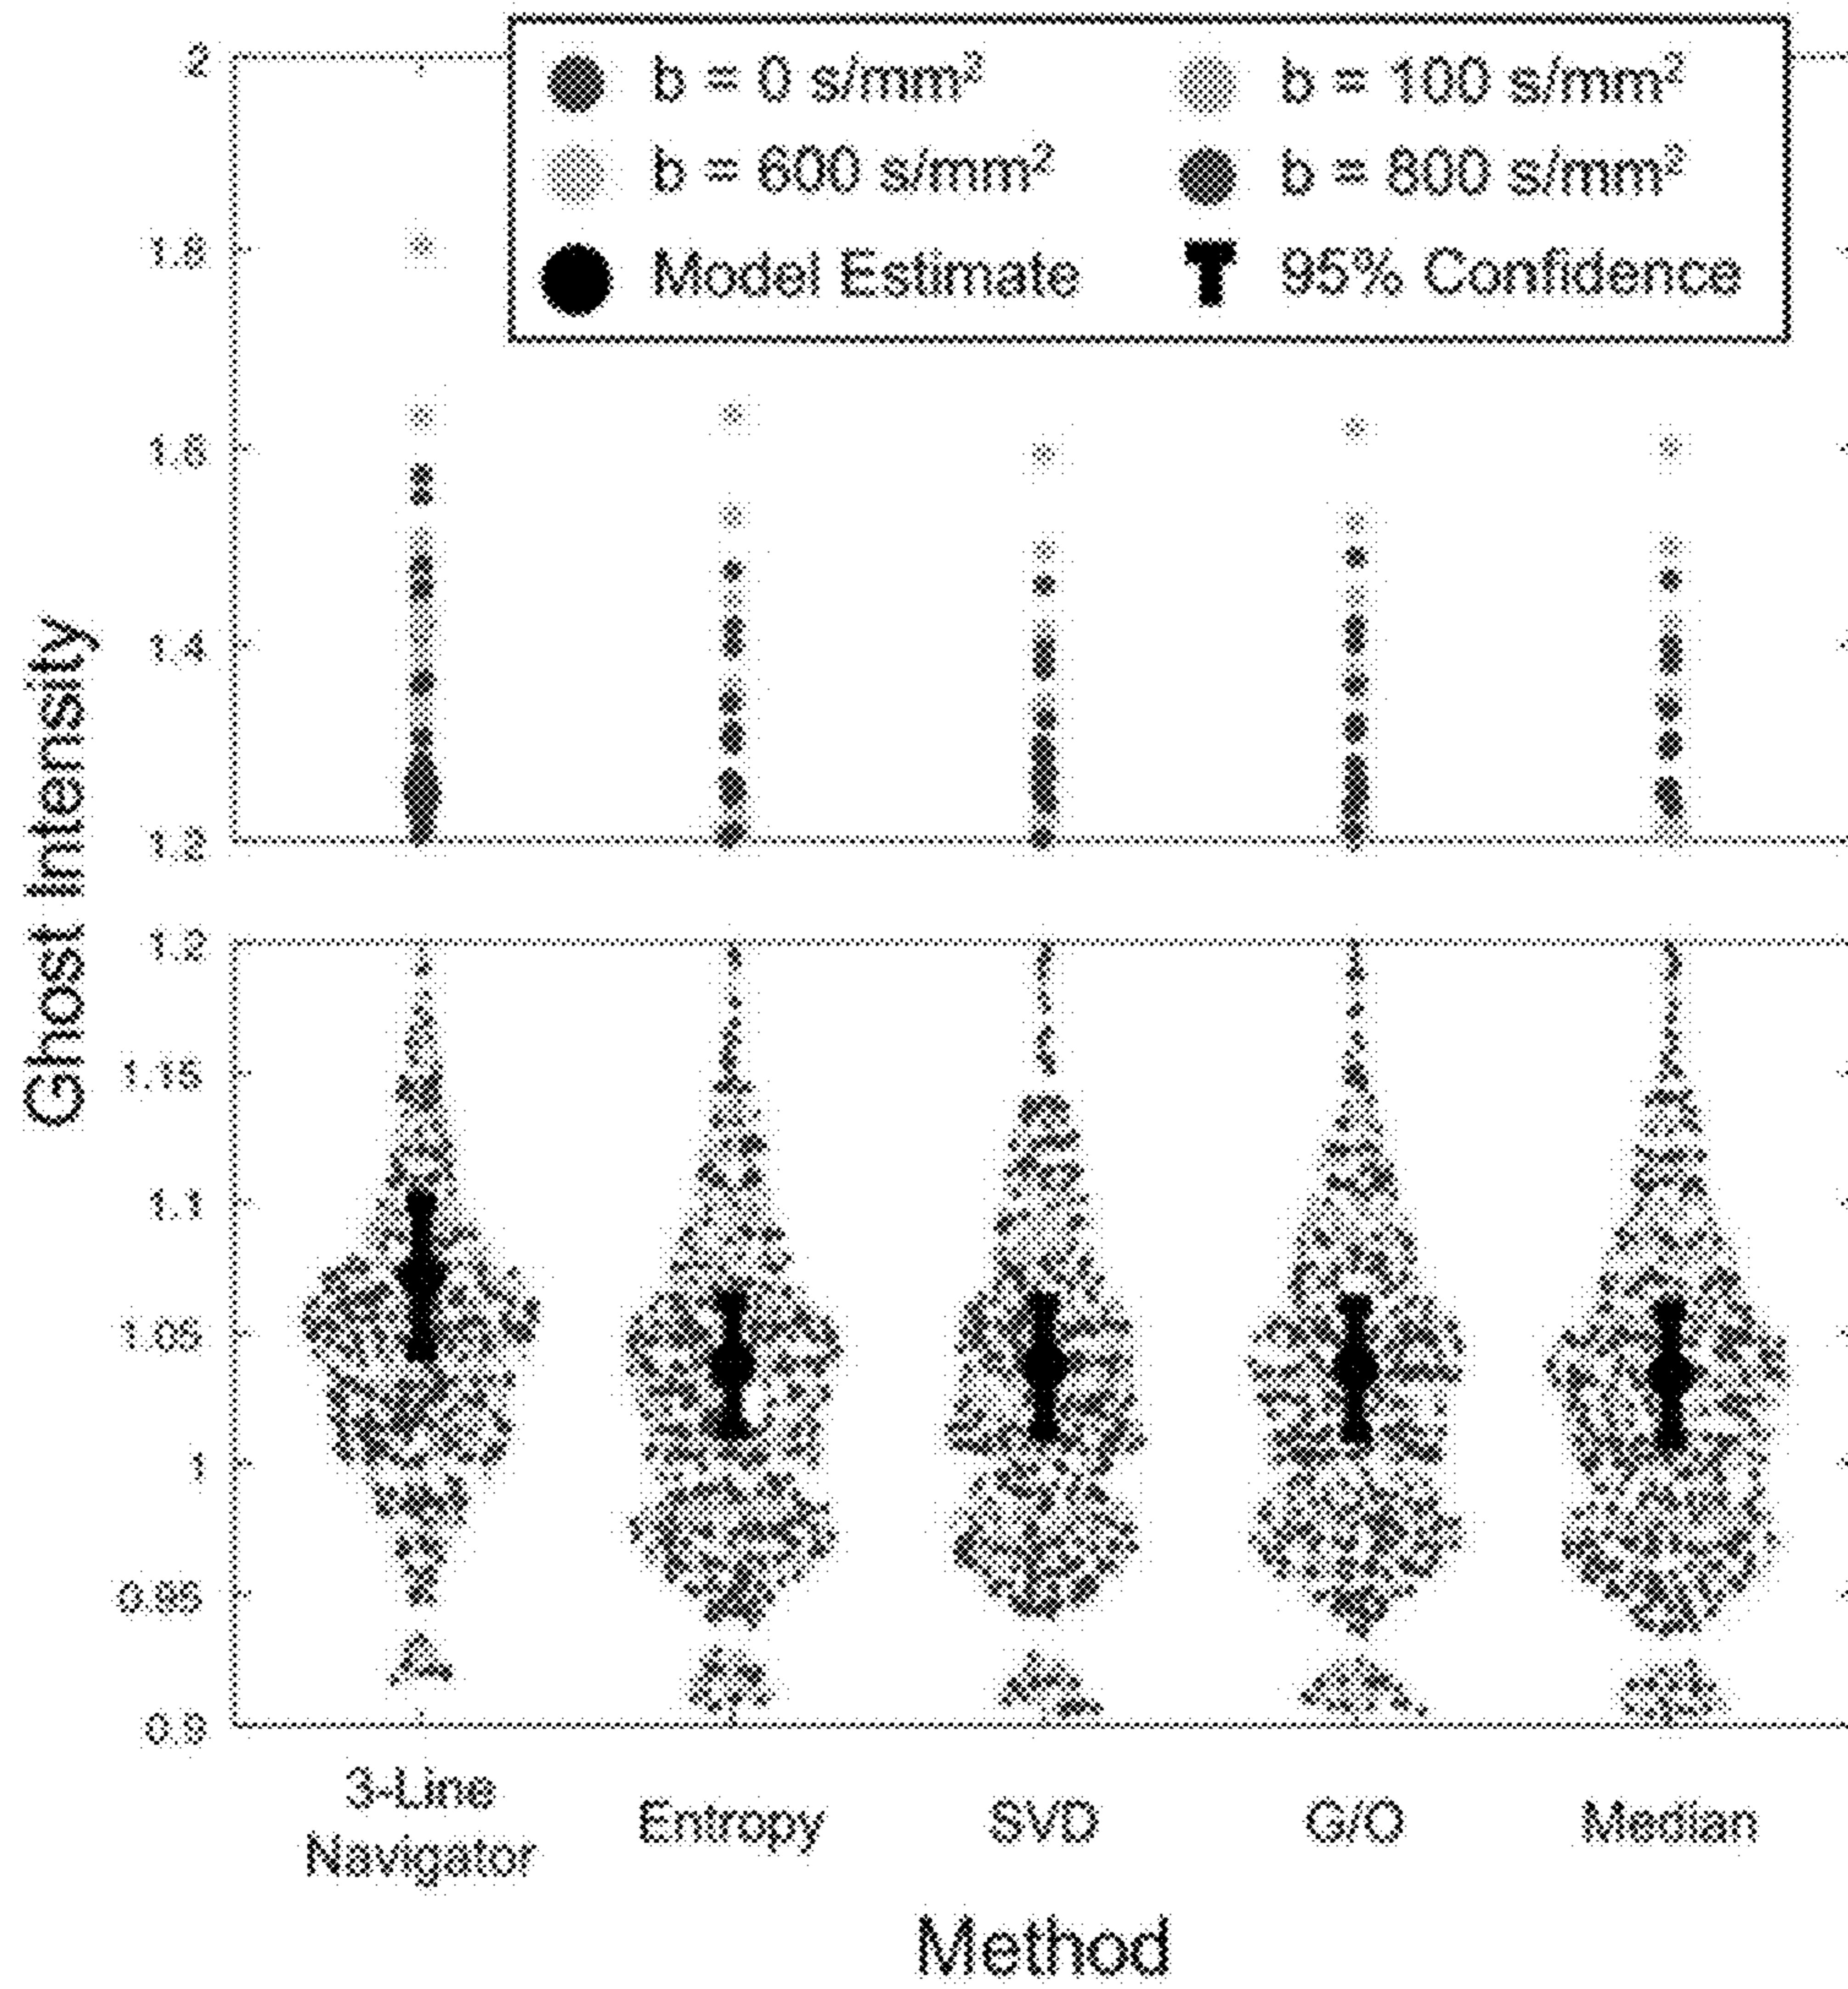 b = 0 s/mm²
b = 100 s/mm²
b = 600 s/mm²
b = 800 s/mm²
Model Estimate
95% Confidence
Ghost Intensity
2
1.8
1.6
1.4
1.2
1.2
1.15
1.1
1.05
1
0.95
0.9
3-Line
Navigator
Entropy
SVD
G/O
Median
Method